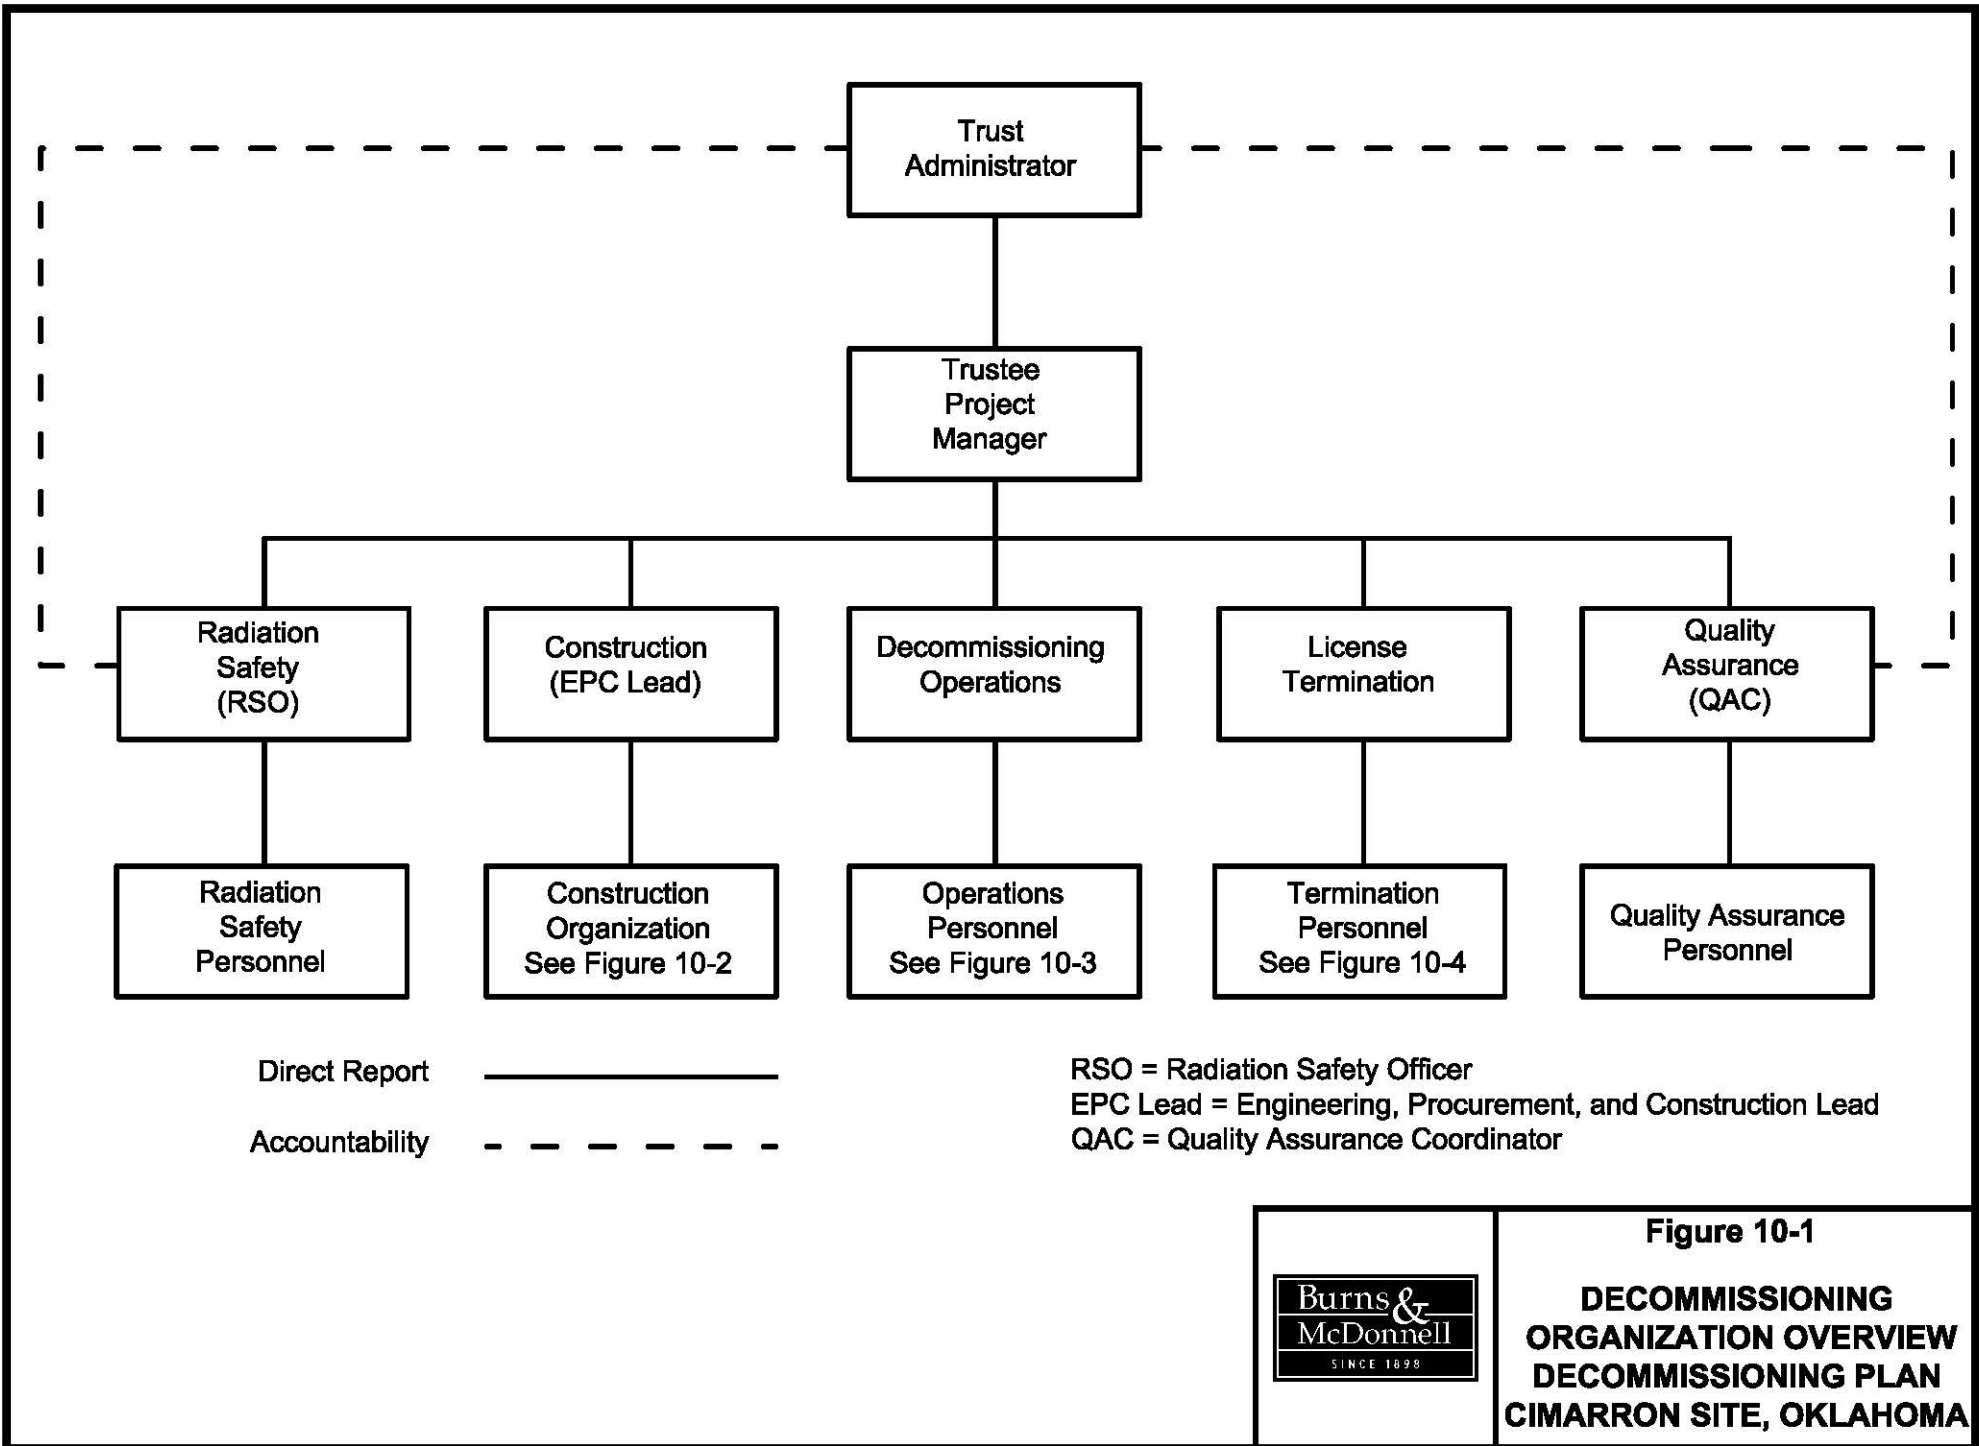 Trust
Administrator
Trustee
Project
Manager
Radiation
Safety
(RSO)
Construction
(EPC Lead)
Decommissioning
Operations
License
Termination
Quality
Assurance
(QAC)
Radiation
Safety
Personnel
Construction
Organization
See Figure 10-2
Operations
Personnel
See Figure 10-3
Termination
Personnel
See Figure 10-4
Quality Assurance
Personnel
Direct Report
Accountability
RSO = Radiation Safety Officer
EPC Lead = Engineering, Procurement, and Construction Lead
QAC = Quality Assurance Coordinator
Burns &
McDonnell
SINCE 1898
Figure 10-1
DECOMMISSIONING
ORGANIZATION OVERVIEW
DECOMMISSIONING PLAN
CIMARRON SITE, OKLAHOMA